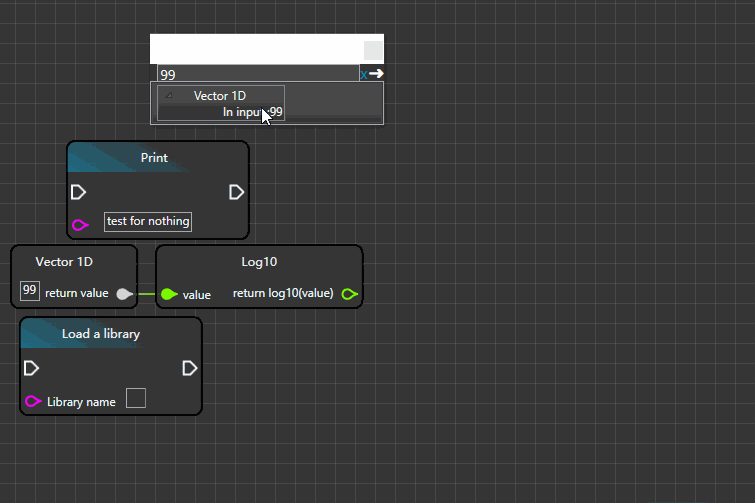 99
x
Vector 1D
In input:99
Print
test for nothing
Vector 1D
99 return value
Log10
value return log10(value)
Load a library
Library name